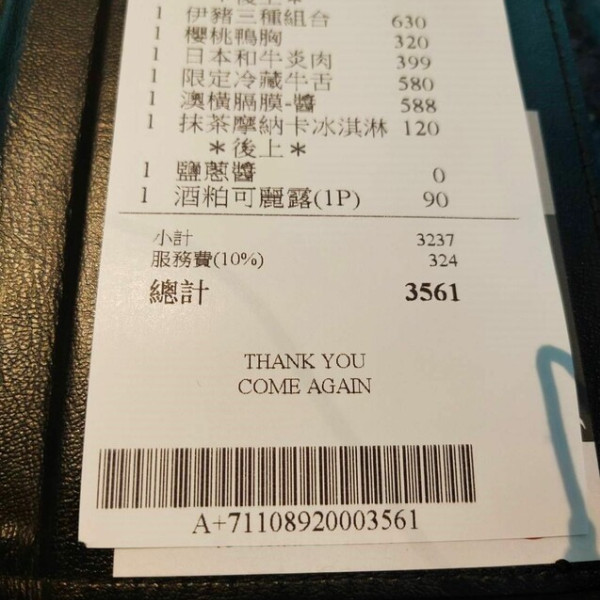 ＊後上＊
1 伊豬三種組合 630
1 櫻桃鴨胸 320
1 日本和牛炎肉 399
1 限定冷藏牛舌 580
1 澳橫膈膜-醬 588
1 抹茶摩納卡冰淇淋 120
＊後上＊
1 鹽蔥醬 0
1 酒粕可麗露(1P) 90
小計 3237
服務費(10%) 324
總計 3561
THANK YOU
COME AGAIN
A+71108920003561